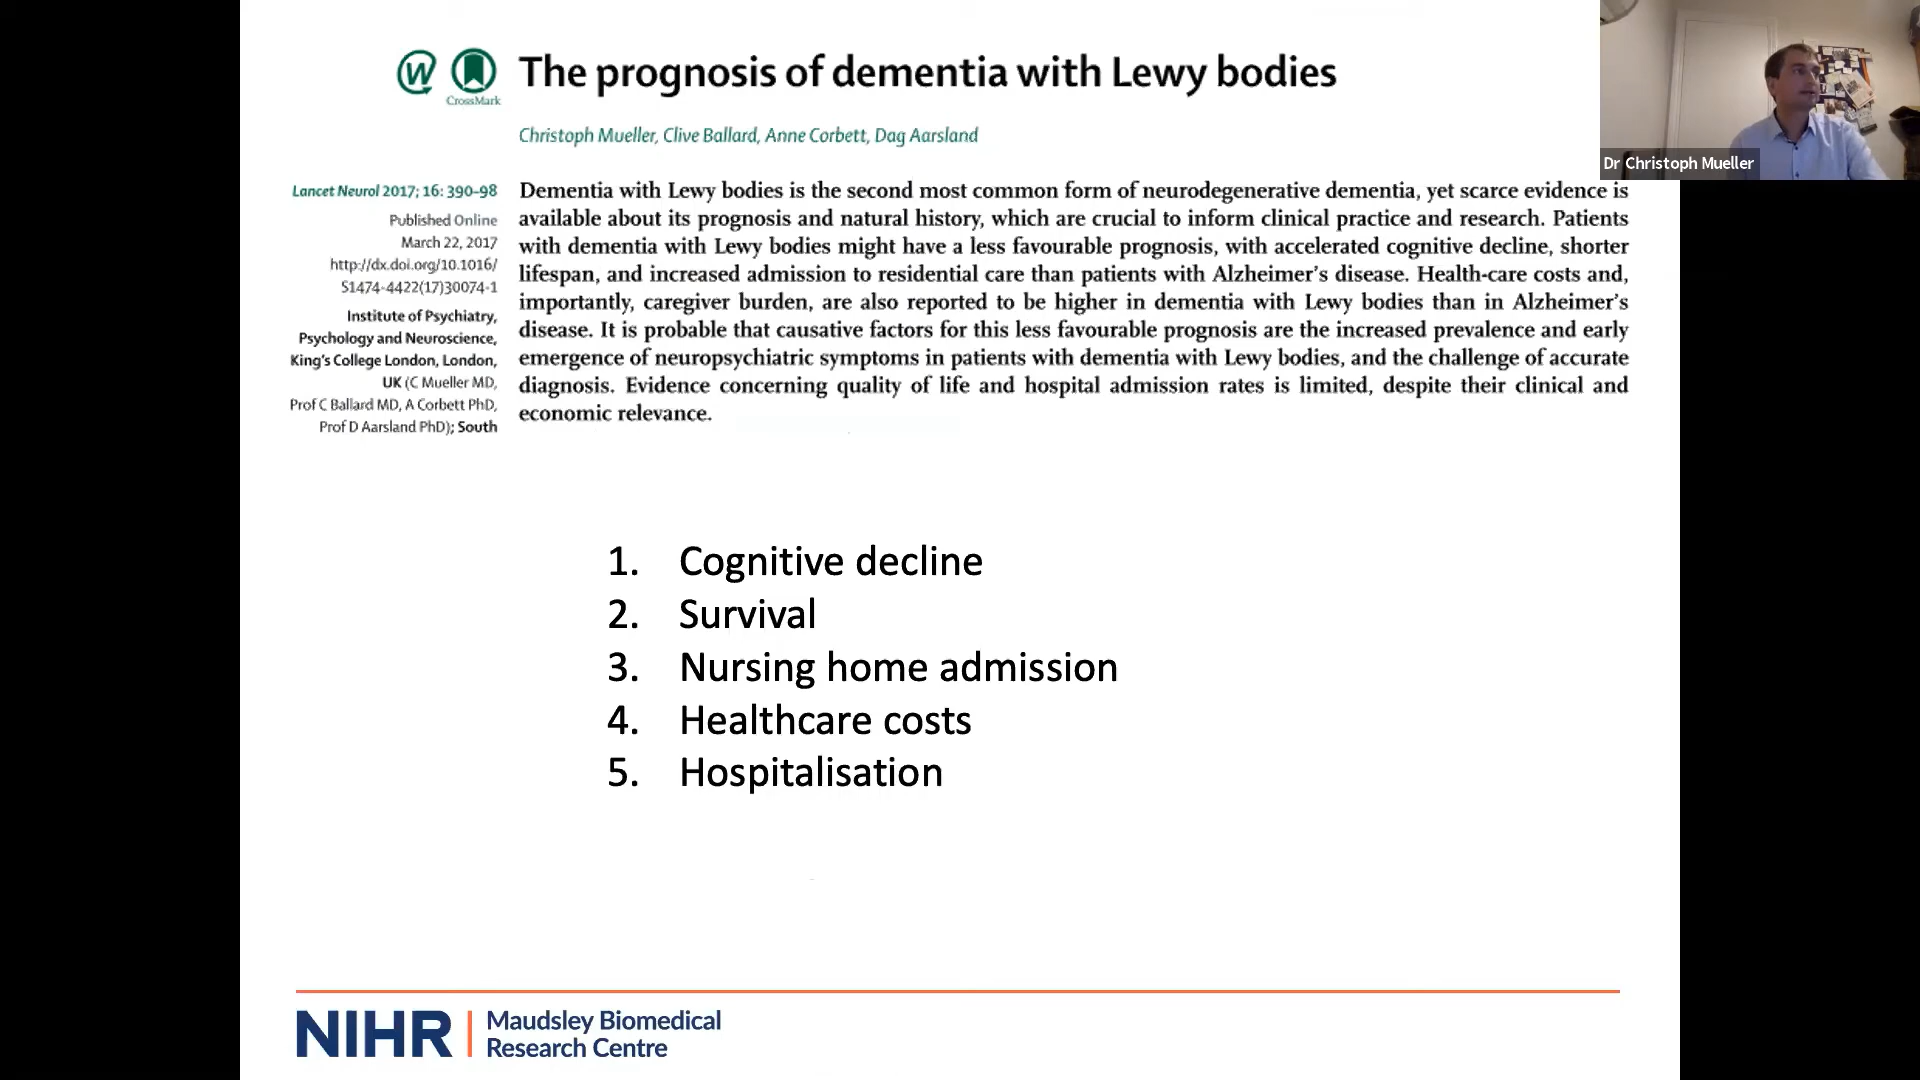 W
CrossMark
The prognosis of dementia with Lewy bodies
Christoph Mueller, Clive Ballard, Anne Corbett, Dag Aarsland
Dr Christoph Mueller
Lancet Neurol 2017; 16: 390–98
Published Online
March 22, 2017
http://dx.doi.org/10.1016/
S1474-4422(17)30074-1
Institute of Psychiatry,
Psychology and Neuroscience,
King's College London, London,
UK (C Mueller MD,
Prof C Ballard MD, A Corbett PhD,
Prof D Aarsland PhD); South
Dementia with Lewy bodies is the second most common form of neurodegenerative dementia, yet scarce evidence is
available about its prognosis and natural history, which are crucial to inform clinical practice and research. Patients
with dementia with Lewy bodies might have a less favourable prognosis, with accelerated cognitive decline, shorter
lifespan, and increased admission to residential care than patients with Alzheimer's disease. Health-care costs and,
importantly, caregiver burden, are also reported to be higher in dementia with Lewy bodies than in Alzheimer's
disease. It is probable that causative factors for this less favourable prognosis are the increased prevalence and early
emergence of neuropsychiatric symptoms in patients with dementia with Lewy bodies, and the challenge of accurate
diagnosis. Evidence concerning quality of life and hospital admission rates is limited, despite their clinical and
economic relevance.
1. Cognitive decline
2. Survival
3. Nursing home admission
4. Healthcare costs
5. Hospitalisation
NIHR | Maudsley Biomedical
Research Centre